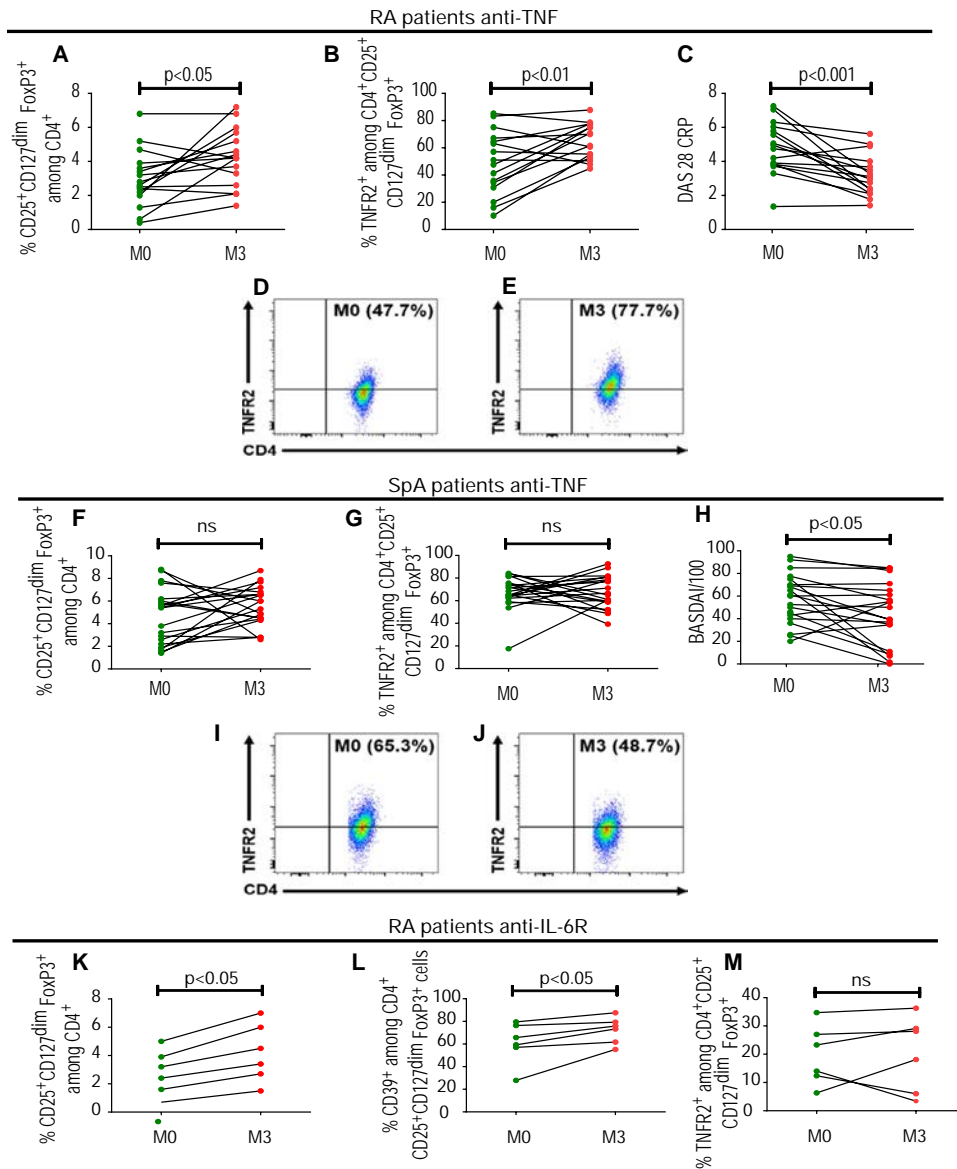 RA patients anti-TNF
A
p<0.05
% CD25⁺CD127ᵈⁱᵐ FoxP3⁺
among CD4⁺
8
6
4
2
0
M0 M3
B
p<0.01
% TNFR2⁺ among CD4⁺CD25⁺
CD127ᵈⁱᵐ FoxP3⁺
100
80
60
40
20
0
M0 M3
C
p<0.001
DAS 28 CRP
8
6
4
2
0
M0 M3
D
M0 (47.7%)
TNFR2
E
M3 (77.7%)
TNFR2
CD4
SpA patients anti-TNF
F
ns
% CD25⁺CD127ᵈⁱᵐ FoxP3⁺
among CD4⁺
10
8
6
4
2
0
M0 M3
G
ns
% TNFR2⁺ among CD4⁺CD25⁺
CD127ᵈⁱᵐ FoxP3⁺
100
80
60
40
20
0
M0 M3
H
p<0.05
BASDAI/100
100
80
60
40
20
0
M0 M3
I
M0 (65.3%)
TNFR2
J
M3 (48.7%)
TNFR2
CD4
RA patients anti-IL-6R
K
p<0.05
% CD25⁺CD127ᵈⁱᵐ FoxP3⁺
among CD4⁺
8
6
4
2
0
M0 M3
L
p<0.05
% CD39⁺ among CD4⁺
CD25⁺CD127ᵈⁱᵐ FoxP3⁺ cells
100
80
60
40
20
0
M0 M3
M
ns
% TNFR2⁺ among CD4⁺CD25⁺
CD127ᵈⁱᵐ FoxP3⁺
40
30
20
10
0
M0 M3